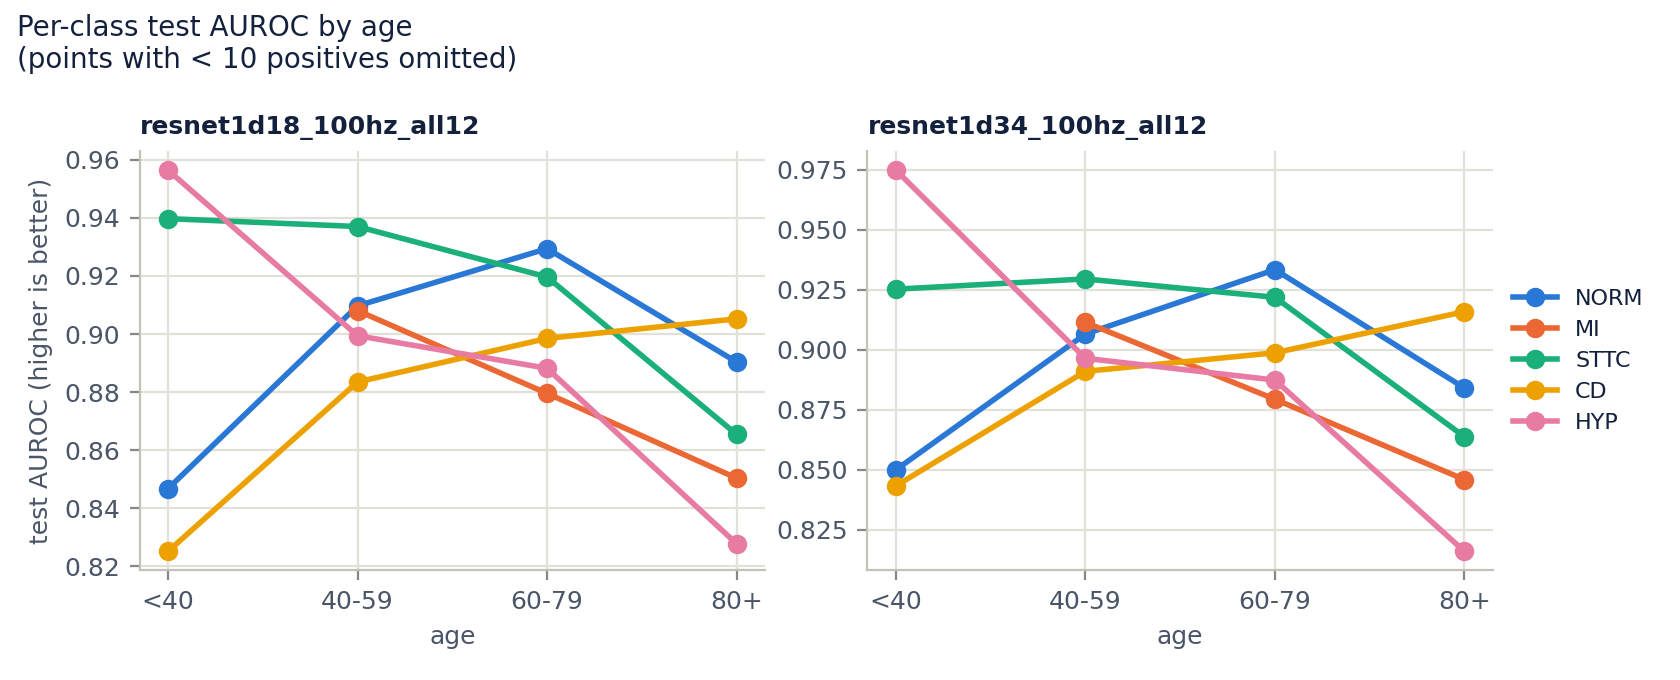 Per-class test AUROC by age
(points with < 10 positives omitted)
resnet1d18_100hz_all12
0.96
0.94
0.92
0.90
0.88
0.86
0.84
0.82
test AUROC (higher is better)
<40
40-59
60-79
80+
age
resnet1d34_100hz_all12
0.975
0.950
0.925
0.900
0.875
0.850
0.825
<40
40-59
60-79
80+
age
NORM
MI
STTC
CD
HYP